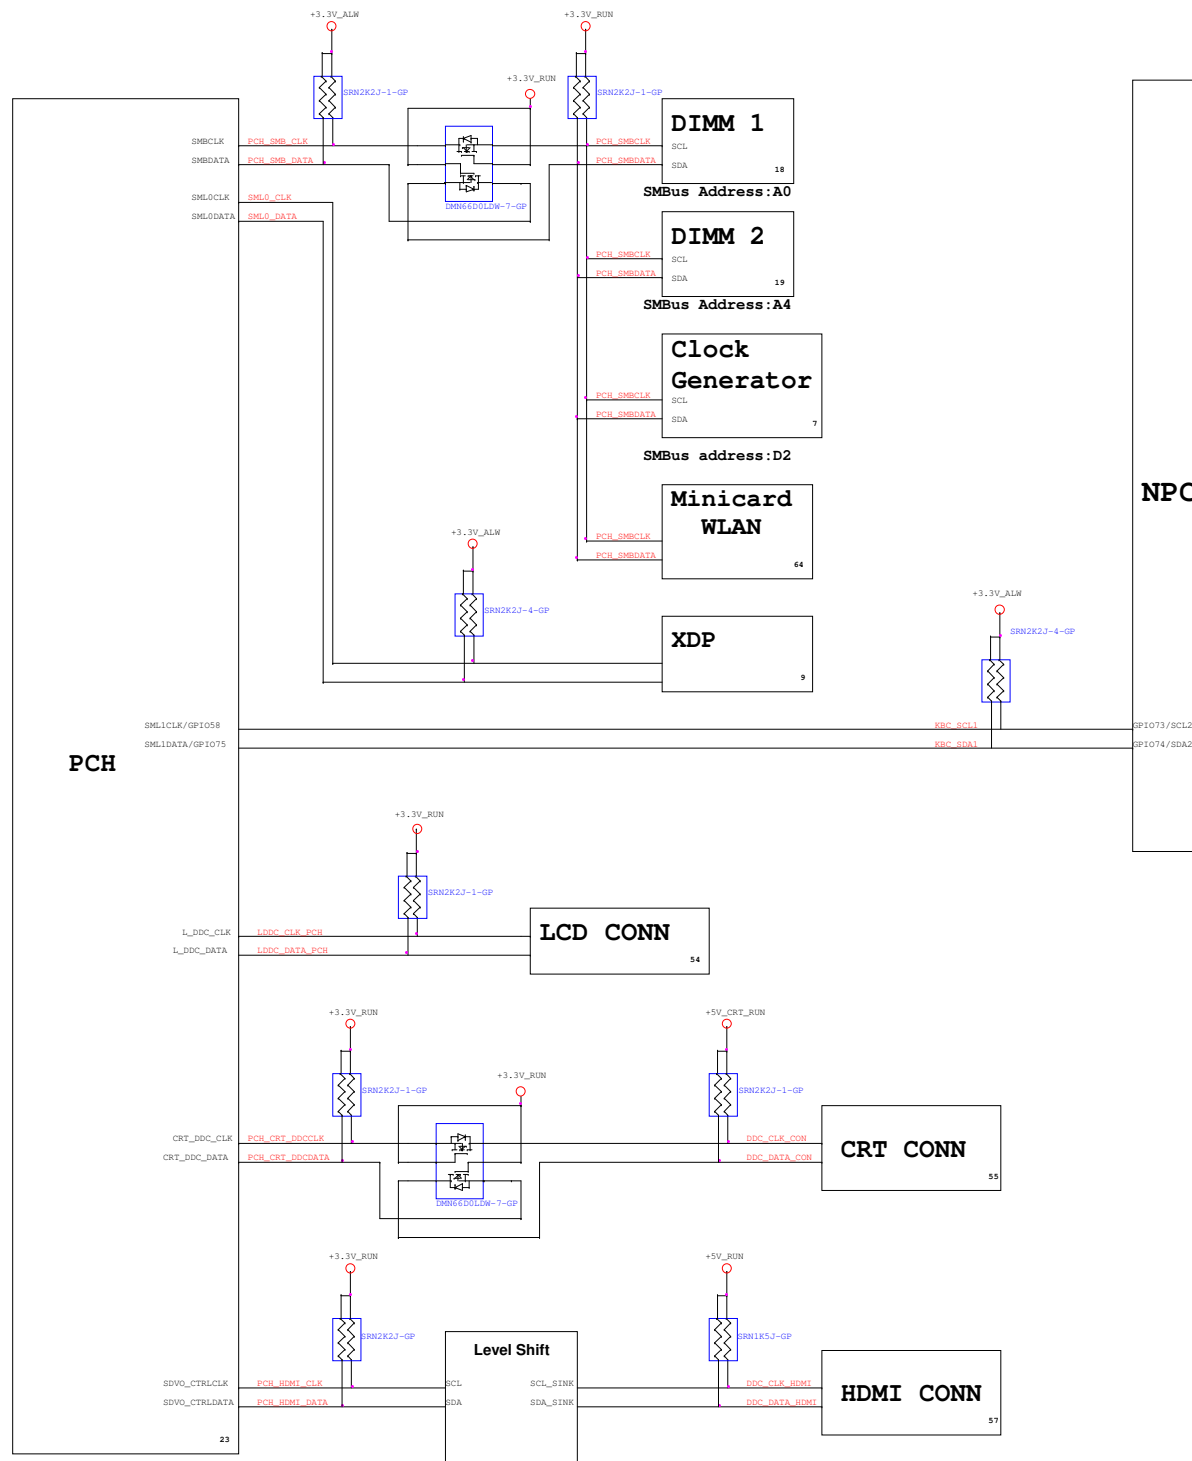 +3.3V_ALW
+3.3V_RUN
+3.3V_RUN
SRN2K2J-1-GP
SRN2K2J-1-GP
SMBCLK
PCH_SMB_CLK
SMBDATA
PCH_SMB_DATA
DMN66D0LDW-7-GP
PCH_SMBCLK
PCH_SMBDATA
DIMM 1
SCL
SDA
18
SMBus Address:A0
SML0CLK
SML0_CLK
SML0DATA
SML0_DATA
PCH_SMBCLK
PCH_SMBDATA
DIMM 2
SCL
SDA
19
SMBus Address:A4
PCH_SMBCLK
PCH_SMBDATA
Clock
Generator
SCL
SDA
7
SMBus address:D2
PCH_SMBCLK
PCH_SMBDATA
Minicard
WLAN
64
+3.3V_ALW
SRN2K2J-4-GP
XDP
9
NPC
+3.3V_ALW
SRN2K2J-4-GP
SML1CLK/GPIO58
KBC_SCL1
GPIO73/SCL2
SML1DATA/GPIO75
KBC_SDA1
GPIO74/SDA2
PCH
+3.3V_RUN
SRN2K2J-1-GP
L_DDC_CLK
LDDC_CLK_PCH
L_DDC_DATA
LDDC_DATA_PCH
LCD CONN
54
+3.3V_RUN
+5V_CRT_RUN
SRN2K2J-1-GP
+3.3V_RUN
SRN2K2J-1-GP
CRT_DDC_CLK
PCH_CRT_DDCCLK
CRT_DDC_DATA
PCH_CRT_DDCDATA
DMN66D0LDW-7-GP
DDC_CLK_CON
DDC_DATA_CON
CRT CONN
55
+3.3V_RUN
+5V_RUN
SRN2K2J-GP
SRN1K5J-GP
Level Shift
SDVO_CTRLCLK
PCH_HDMI_CLK
SCL
SCL_SINK
DDC_CLK_HDMI
SDVO_CTRLDATA
PCH_HDMI_DATA
SDA
SDA_SINK
DDC_DATA_HDMI
HDMI CONN
57
23